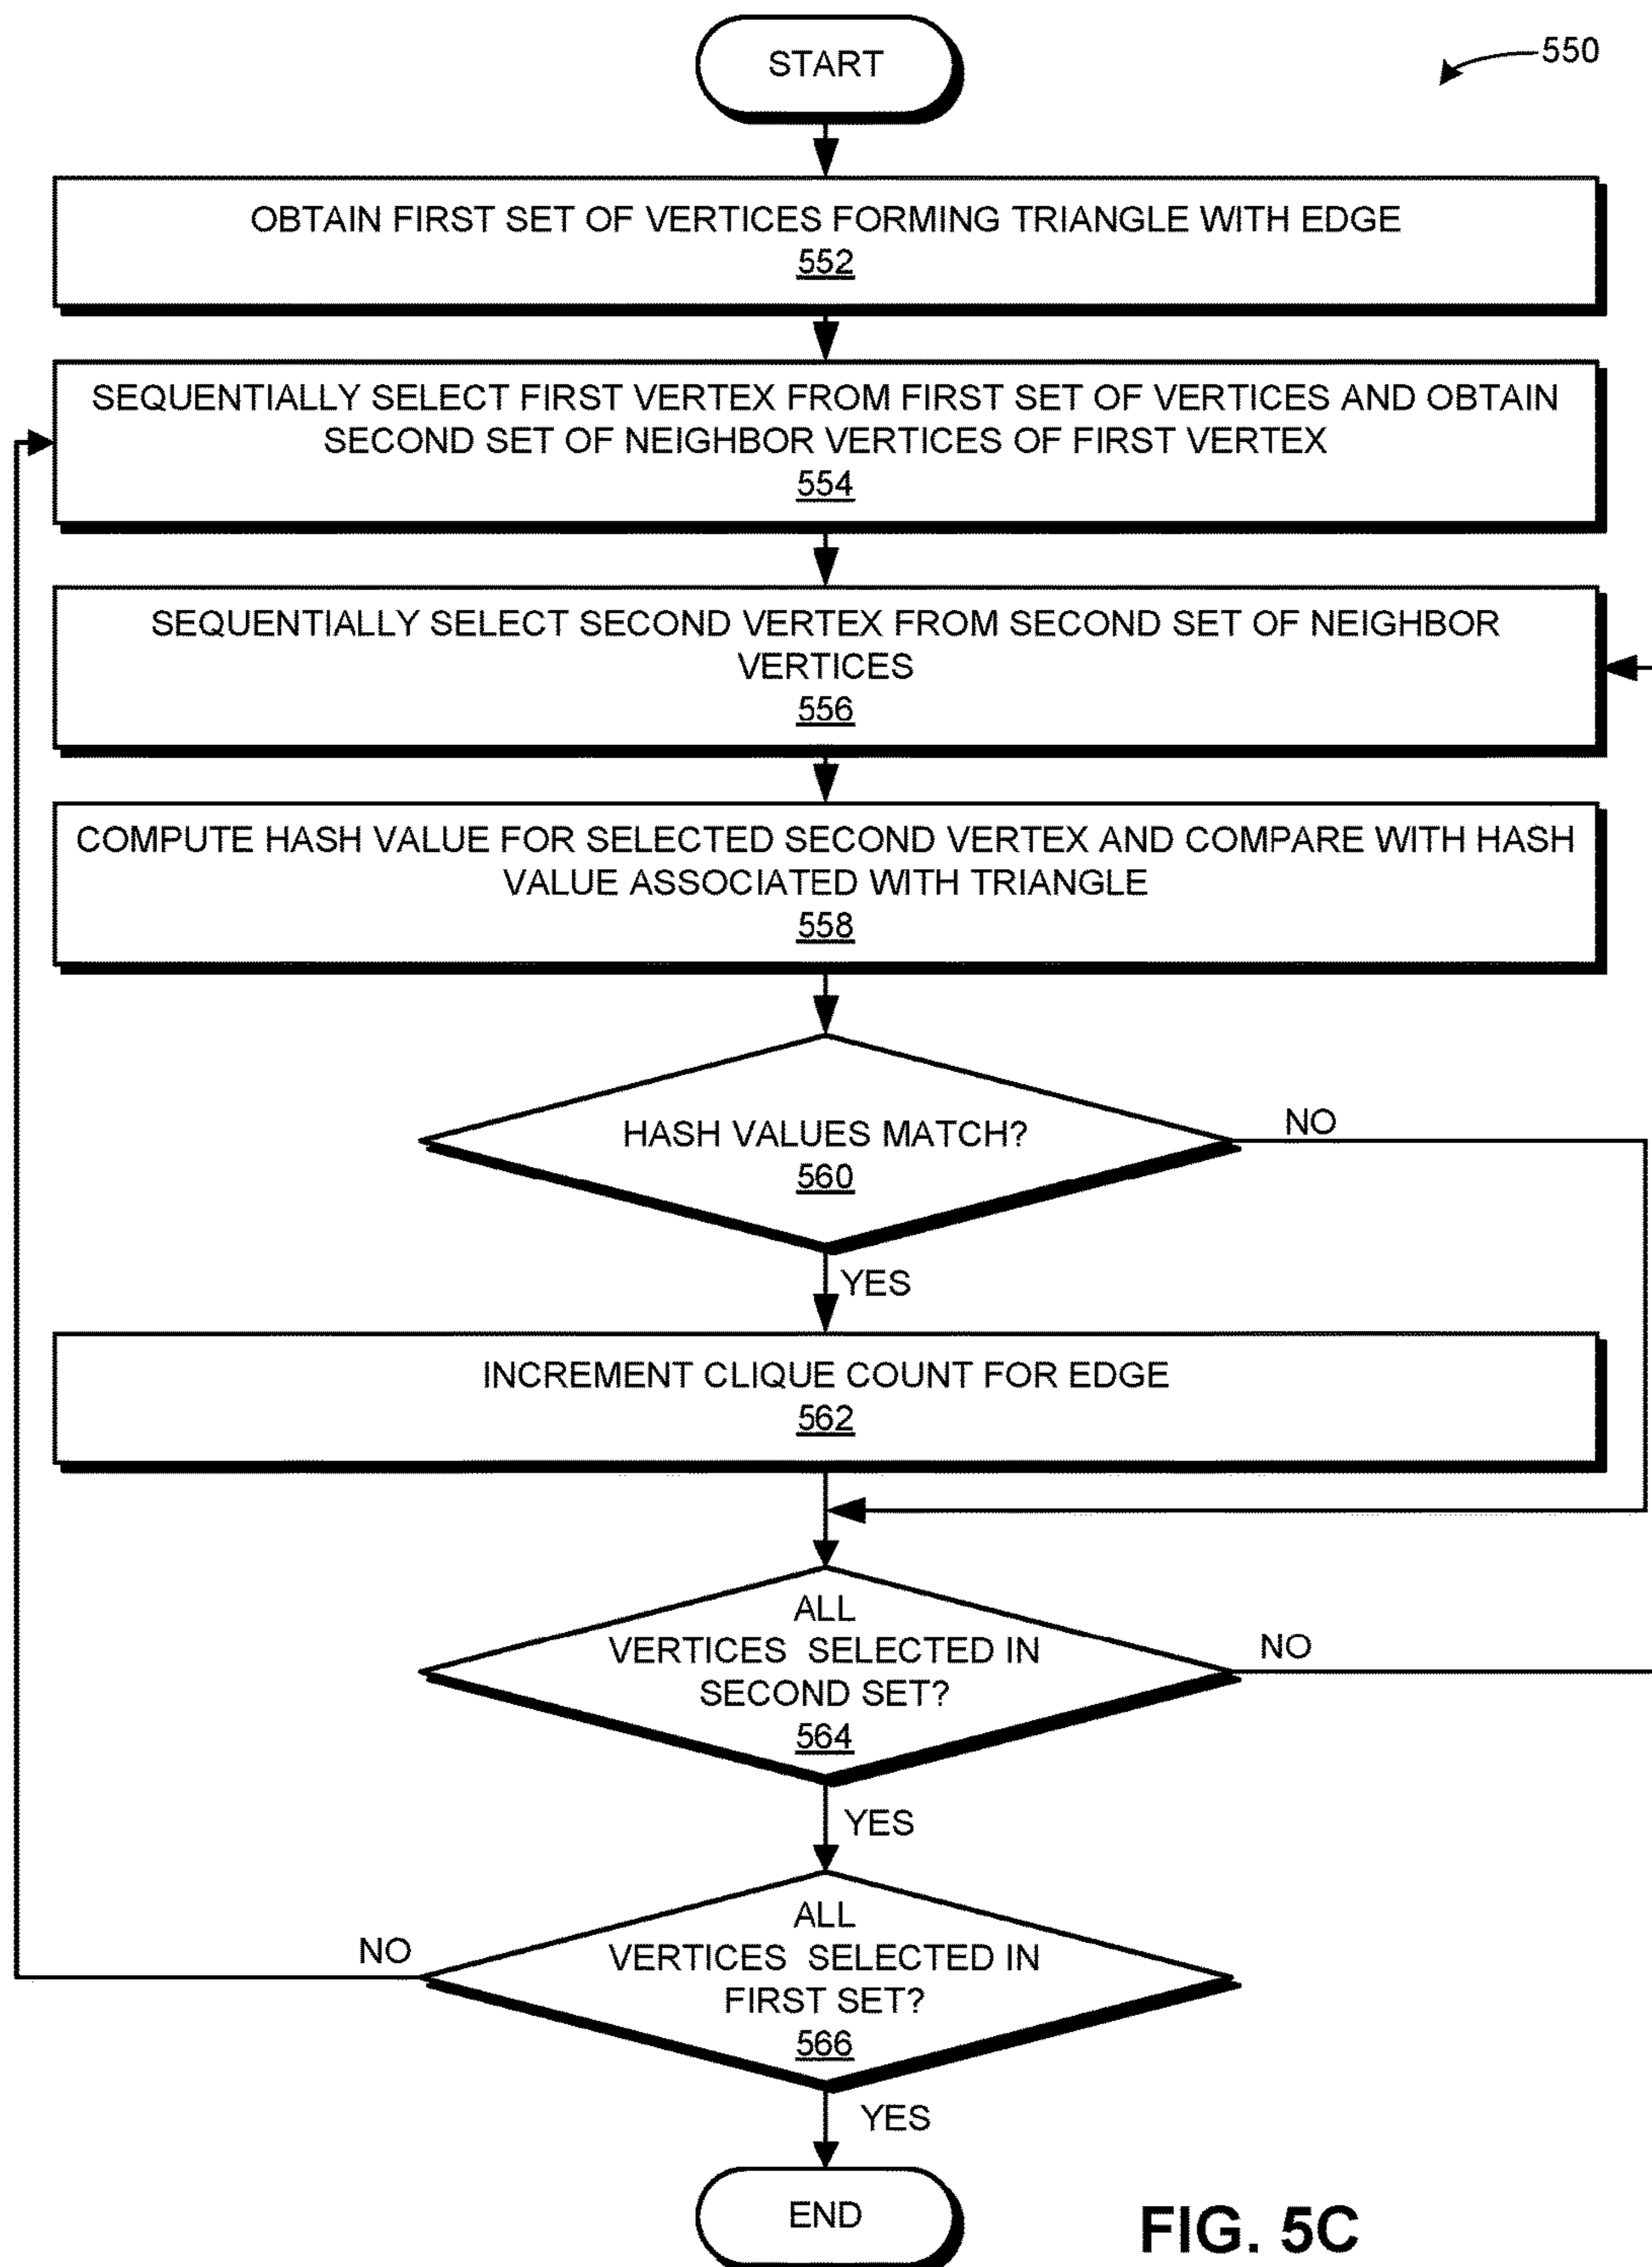 START
550
OBTAIN FIRST SET OF VERTICES FORMING TRIANGLE WITH EDGE
552
SEQUENTIALLY SELECT FIRST VERTEX FROM FIRST SET OF VERTICES AND OBTAIN
SECOND SET OF NEIGHBOR VERTICES OF FIRST VERTEX
554
SEQUENTIALLY SELECT SECOND VERTEX FROM SECOND SET OF NEIGHBOR
VERTICES
556
COMPUTE HASH VALUE FOR SELECTED SECOND VERTEX AND COMPARE WITH HASH
VALUE ASSOCIATED WITH TRIANGLE
558
HASH VALUES MATCH?
560
NO
YES
INCREMENT CLIQUE COUNT FOR EDGE
562
ALL
VERTICES SELECTED IN
SECOND SET?
564
NO
YES
ALL
VERTICES SELECTED IN
FIRST SET?
566
NO
YES
END
FIG. 5C